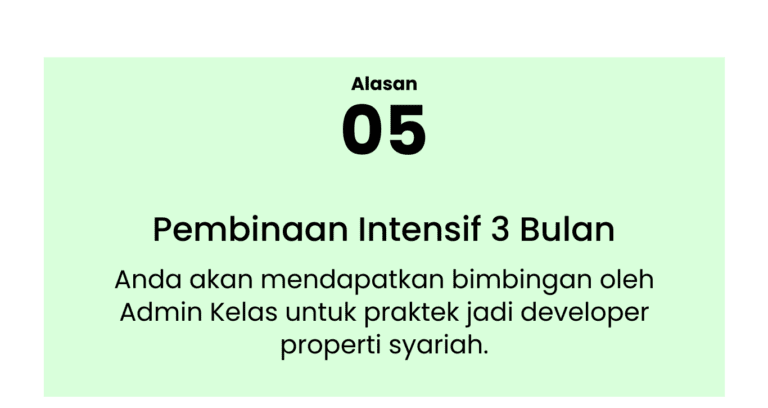 Alasan
05
Pembinaan Intensif 3 Bulan
Anda akan mendapatkan bimbingan oleh
Admin Kelas untuk praktek jadi developer
properti syariah.